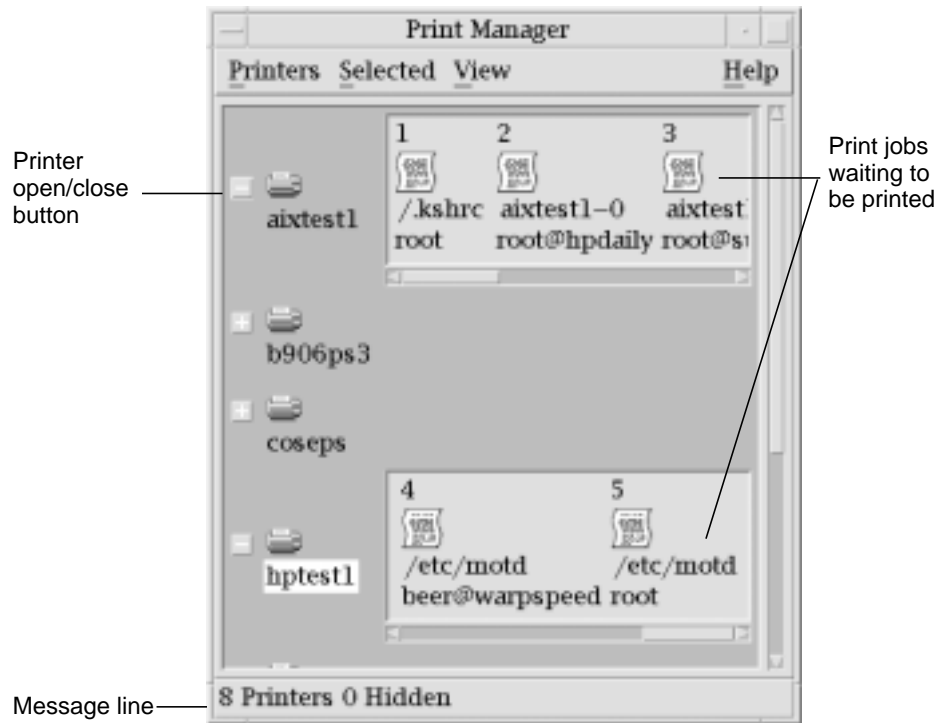 Print Manager
Printers Selected View Help
1 2 3
/.kshrc aixtest1-0 aixtest
root root@hpdaily root@
aixtest1
b906ps3
coseps
4 5
/etc/motd /etc/motd
beer@warpspeed root
hptest1
8 Printers 0 Hidden
Printer
open/close
button
Print jobs
waiting to
be printed
Message line